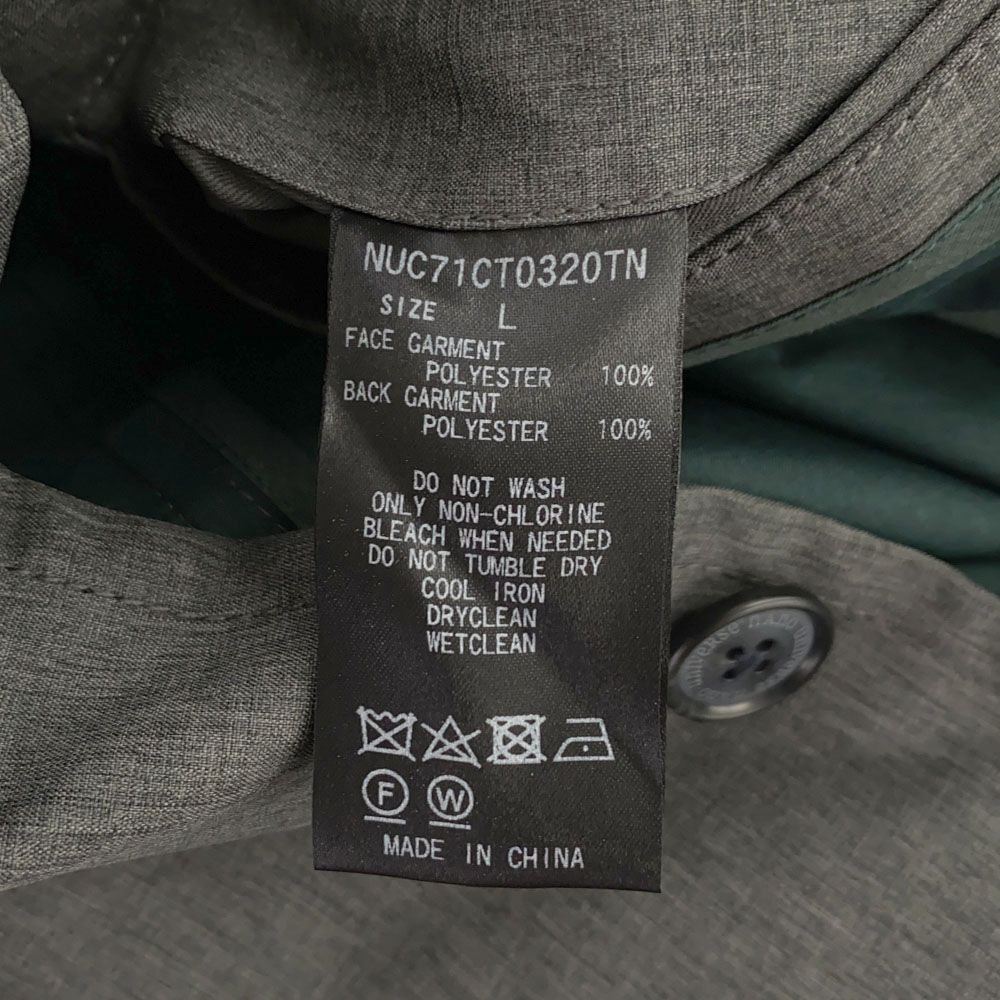 NUC71CT0320TN
SIZE L
FACE GARMENT
POLYESTER 100%
BACK GARMENT
POLYESTER 100%
DO NOT WASH
ONLY NON-CHLORINE
BLEACH WHEN NEEDED
DO NOT TUMBLE DRY
COOL IRON
DRYCLEAN
WETCLEAN
F W
MADE IN CHINA